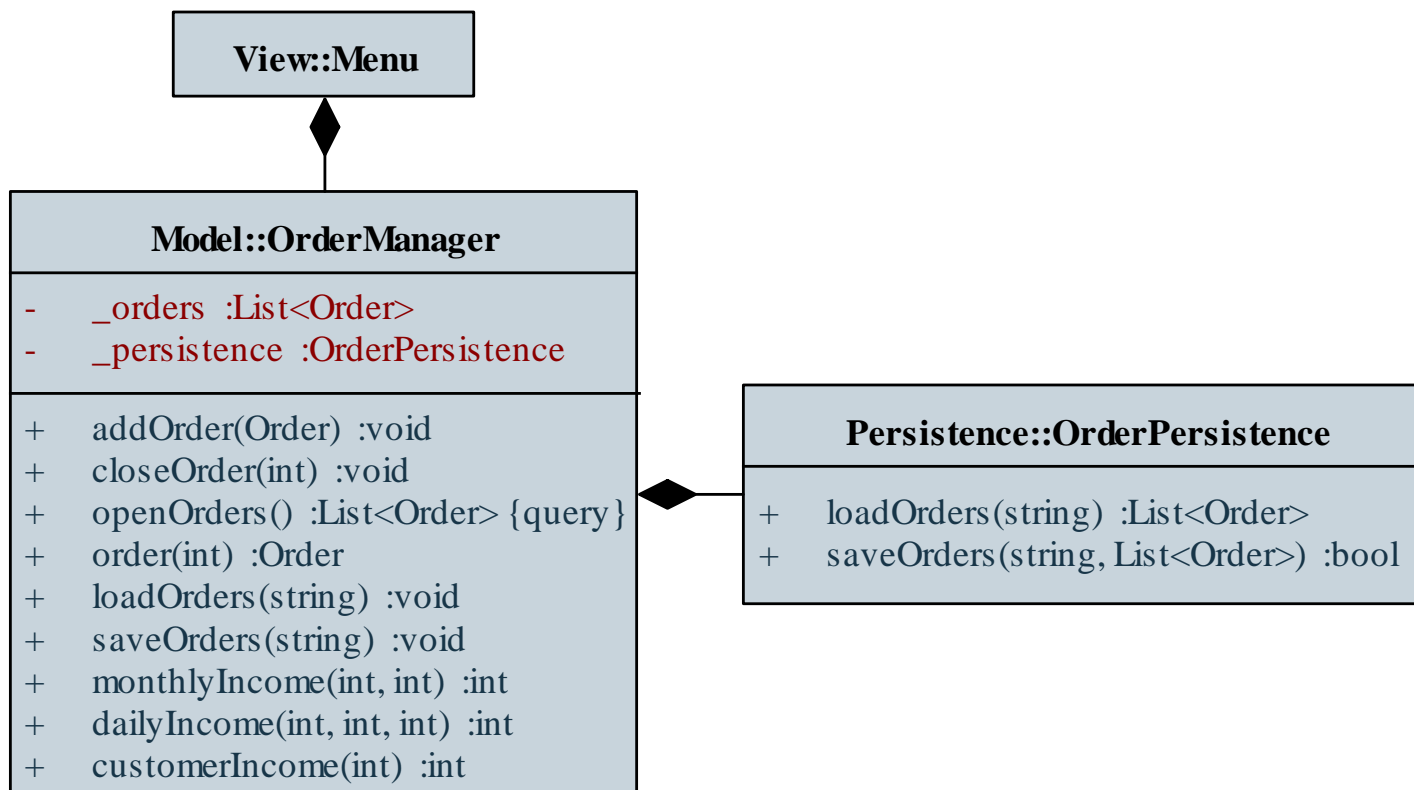 View::Menu
Model::OrderManager
- _orders :List<Order>
- _persistence :OrderPersistence
+ addOrder(Order) :void
+ closeOrder(int) :void
+ openOrders() :List<Order> {query}
+ order(int) :Order
+ loadOrders(string) :void
+ saveOrders(string) :void
+ monthlyIncome(int, int) :int
+ dailyIncome(int, int, int) :int
+ customerIncome(int) :int
Persistence::OrderPersistence
+ loadOrders(string) :List<Order>
+ saveOrders(string, List<Order>) :bool